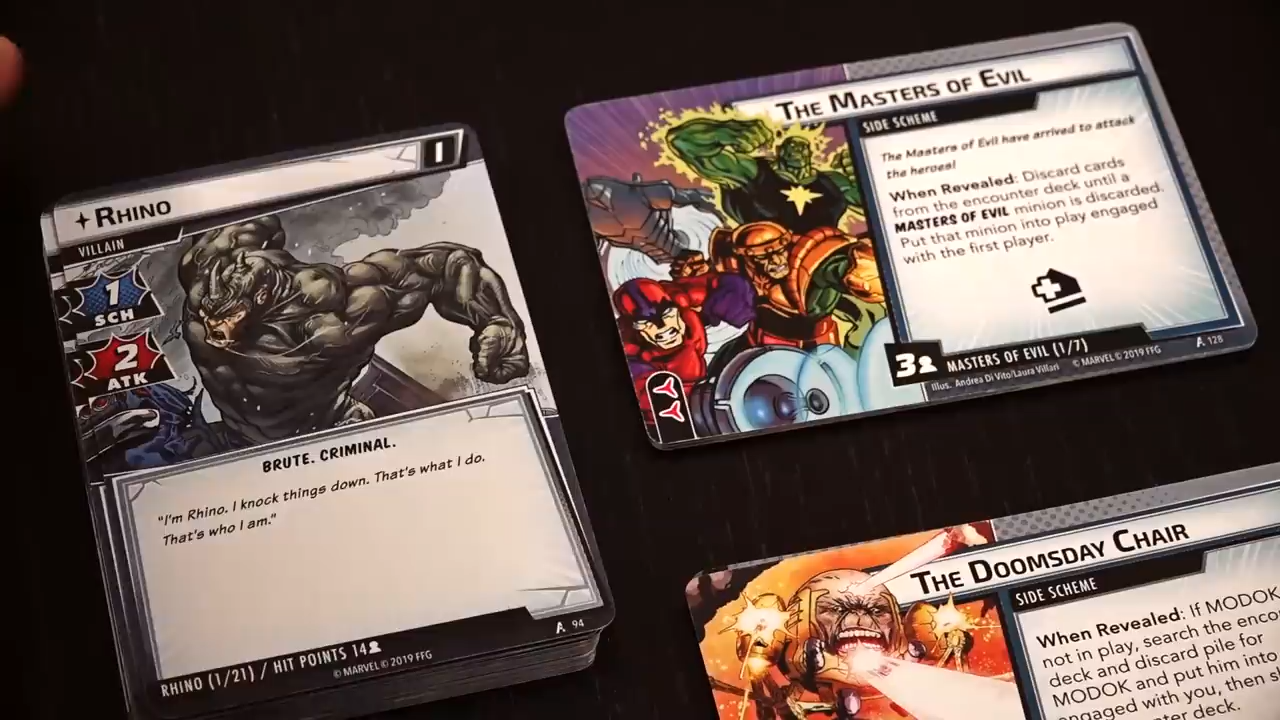 RHINO
I
VILLAIN
1
SCH
2
ATK
BRUTE. CRIMINAL.
"I'm Rhino. I knock things down. That's what I do.
That's who I am."
RHINO (1/21) / HIT POINTS 14
© MARVEL © 2019 FFG
94
THE MASTERS OF EVIL
SIDE SCHEME
The Masters of Evil have arrived to attack
the heroes!
When Revealed: Discard cards
from the encounter deck until a
MASTERS OF EVIL minion is discarded.
Put that minion into play engaged
with the first player.
3
MASTERS OF EVIL (1/7)
Illus. Andrea Di Vito/Laura Villari © MARVEL © 2019 FFG
128
THE DOOMSDAY CHAIR
SIDE SCHEME
When Revealed: If MODOK
not in play, search the enco
deck and discard pile for
MODOK and put him into
engaged with you, then s
ter deck.